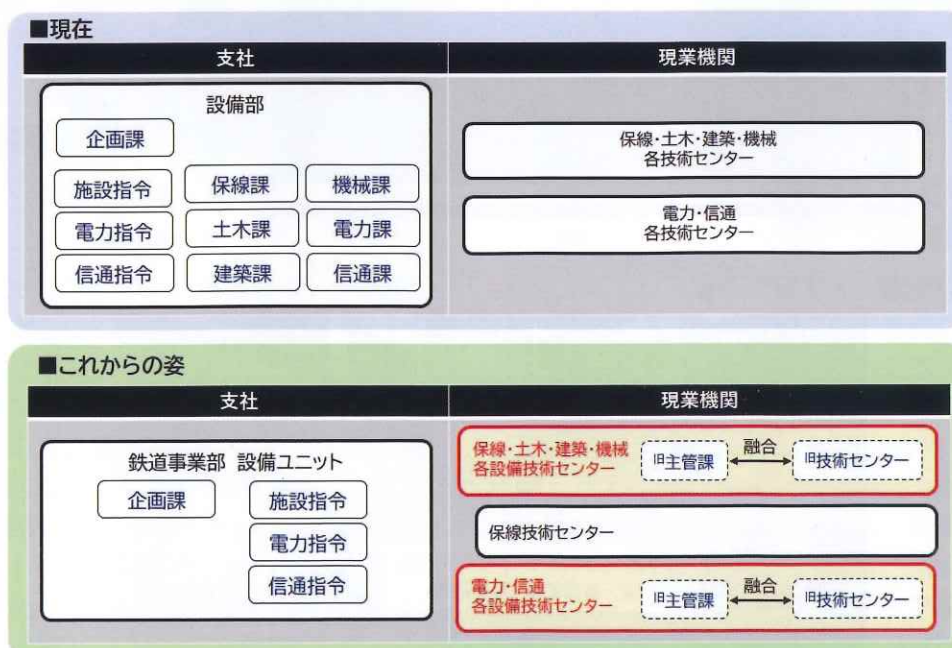 ■現在
支社
現業機関
設備部
企画課
施設指令
保線課
機械課
電力指令
土木課
電力課
信通指令
建築課
信通課
保線・土木・建築・機械
各技術センター
電力・信通
各技術センター
■これからの姿
支社
現業機関
鉄道事業部 設備ユニット
企画課
施設指令
電力指令
信通指令
保線・土木・建築・機械
各設備技術センター
旧主管課
融合
旧技術センター
保線技術センター
電力・信通
各設備技術センター
旧主管課
融合
旧技術センター